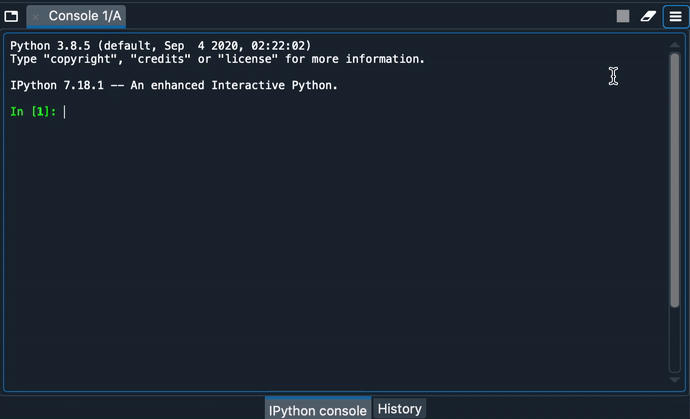 Console 1/A
Python 3.8.5 (default, Sep  4 2020, 02:22:02)
Type "copyright", "credits" or "license" for more information.
IPython 7.18.1 -- An enhanced Interactive Python.
In [1]:
IPython console
History